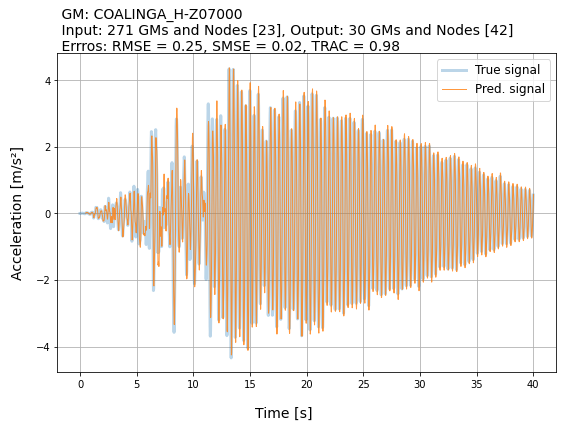 GM: COALINGA_H-Z07000
Input: 271 GMs and Nodes [23], Output: 30 GMs and Nodes [42]
Errros: RMSE = 0.25, SMSE = 0.02, TRAC = 0.98
True signal
Pred. signal
Acceleration [m/s²]
4
2
0
−2
−4
0 5 10 15 20 25 30 35 40
Time [s]